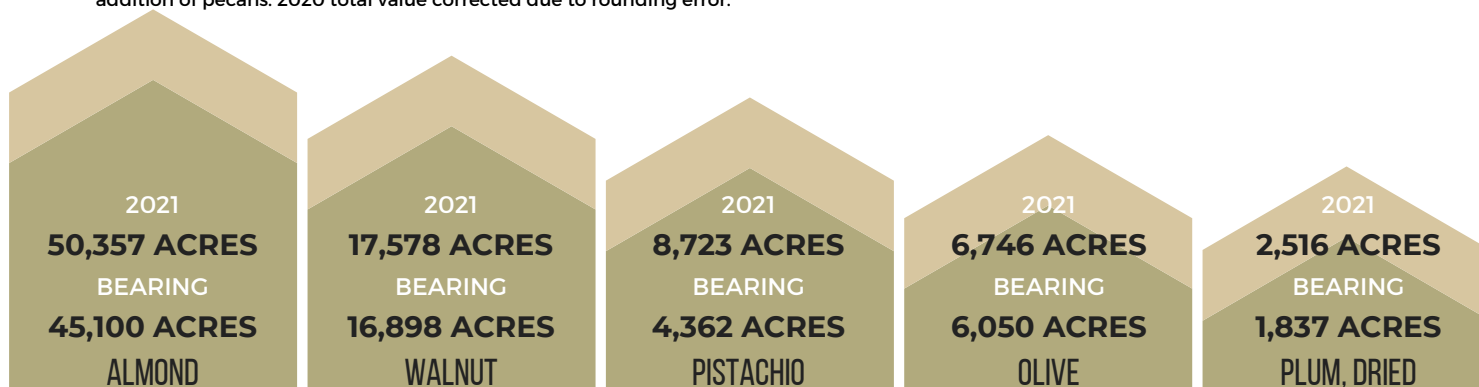 addition of pecans. 2020 total value corrected due to rounding error.
2021
50,357 ACRES
BEARING
45,100 ACRES
ALMOND
2021
17,578 ACRES
BEARING
16,898 ACRES
WALNUT
2021
8,723 ACRES
BEARING
4,362 ACRES
PISTACHIO
2021
6,746 ACRES
BEARING
6,050 ACRES
OLIVE
2021
2,516 ACRES
BEARING
1,837 ACRES
PLUM, DRIED